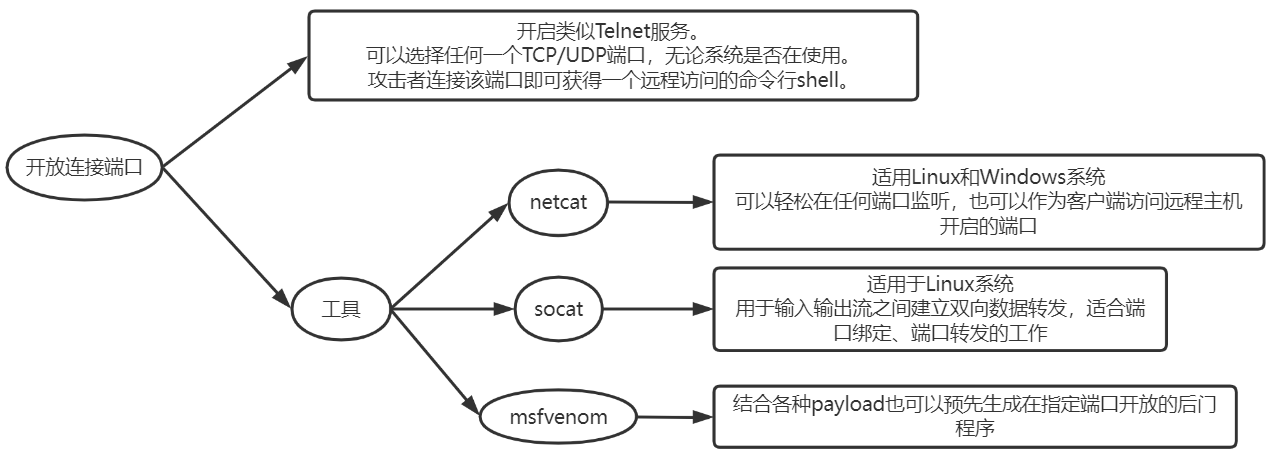 开启类似Telnet服务。
可以选择任何一个TCP/UDP端口，无论系统是否在使用。
攻击者连接该端口即可获得一个远程访问的命令行shell。
开放连接端口
适用Linux和Windows系统
netcat
可以轻松在任何端口监听，也可以作为客户端访问远程主机
开启的端口
适用于Linux系统
工具
socat
用于输入输出流之间建立双向数据转发，适合端
口绑定、端口转发的工作
msfvenom
结合各种payload也可以预先生成在指定端口开放的后门
程序